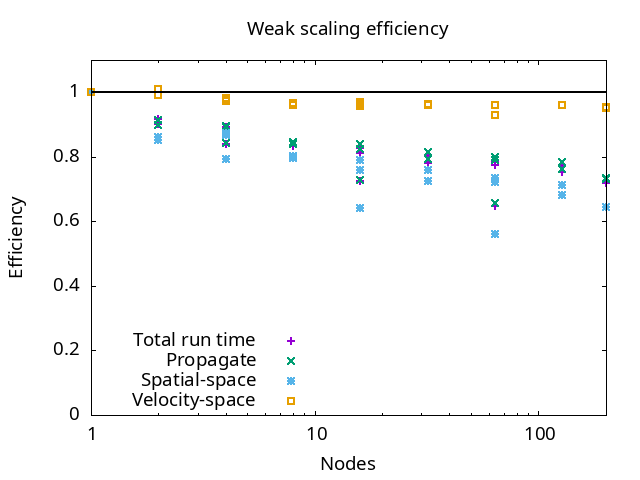 Weak scaling efficiency
1
0.8
0.6
0.4
0.2
0
Efficiency
Total run time
Propagate
Spatial-space
Velocity-space
1 10 100
Nodes